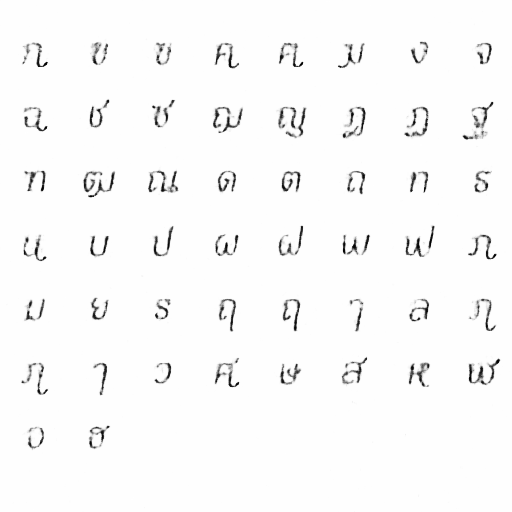 ก ข ฃ ค ฅ ฆ ง จ
ฉ ช ซ ฌ ญ ฎ ฏ ฐ
ฑ ฒ ณ ด ต ถ ท ธ
น บ ป ผ ฝ พ ฟ ภ
ม ย ร ฤ ฤ ๅ ล ฦ
ฦ ๅ ว ศ ษ ส ห ฬ
อ ฮ